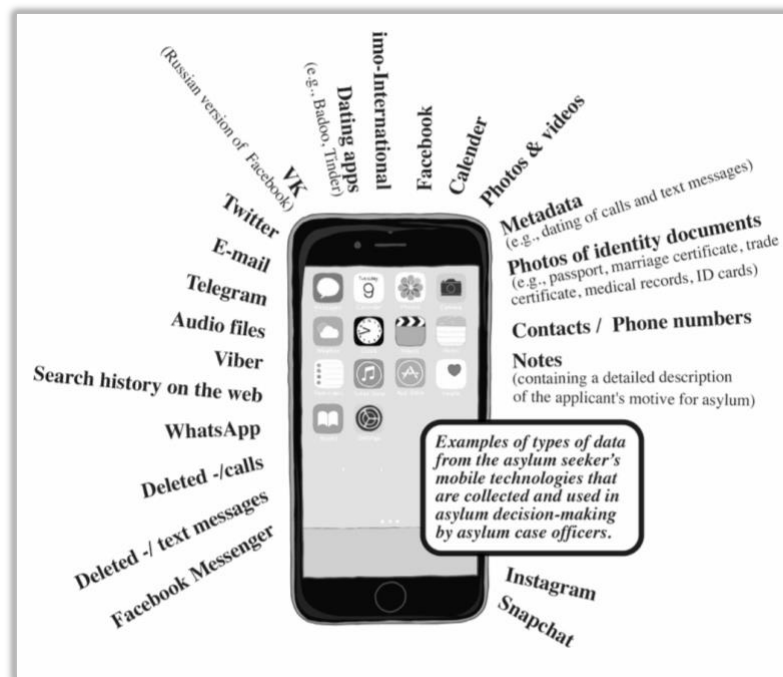 (Russian version of Facebook)
VK
Dating apps
(e.g., Badoo, Tinder)
imo-International
Facebook
Calender
Photos & videos
Metadata
(e.g., dating of calls and text messages)
Photos of identity documents
(e.g., passport, marriage certificate, trade
certificate, medical records, ID cards)
Contacts / Phone numbers
Notes
(containing a detailed description
of the applicant's motive for asylum)
Twitter
E-mail
Telegram
Audio files
Viber
Search history on the web
WhatsApp
Deleted -/calls
Deleted -/ text messages
Facebook Messenger
Tuesday
9
Examples of types of data
from the asylum seeker's
mobile technologies that
are collected and used in
asylum decision-making
by asylum case officers.
Instagram
Snapchat